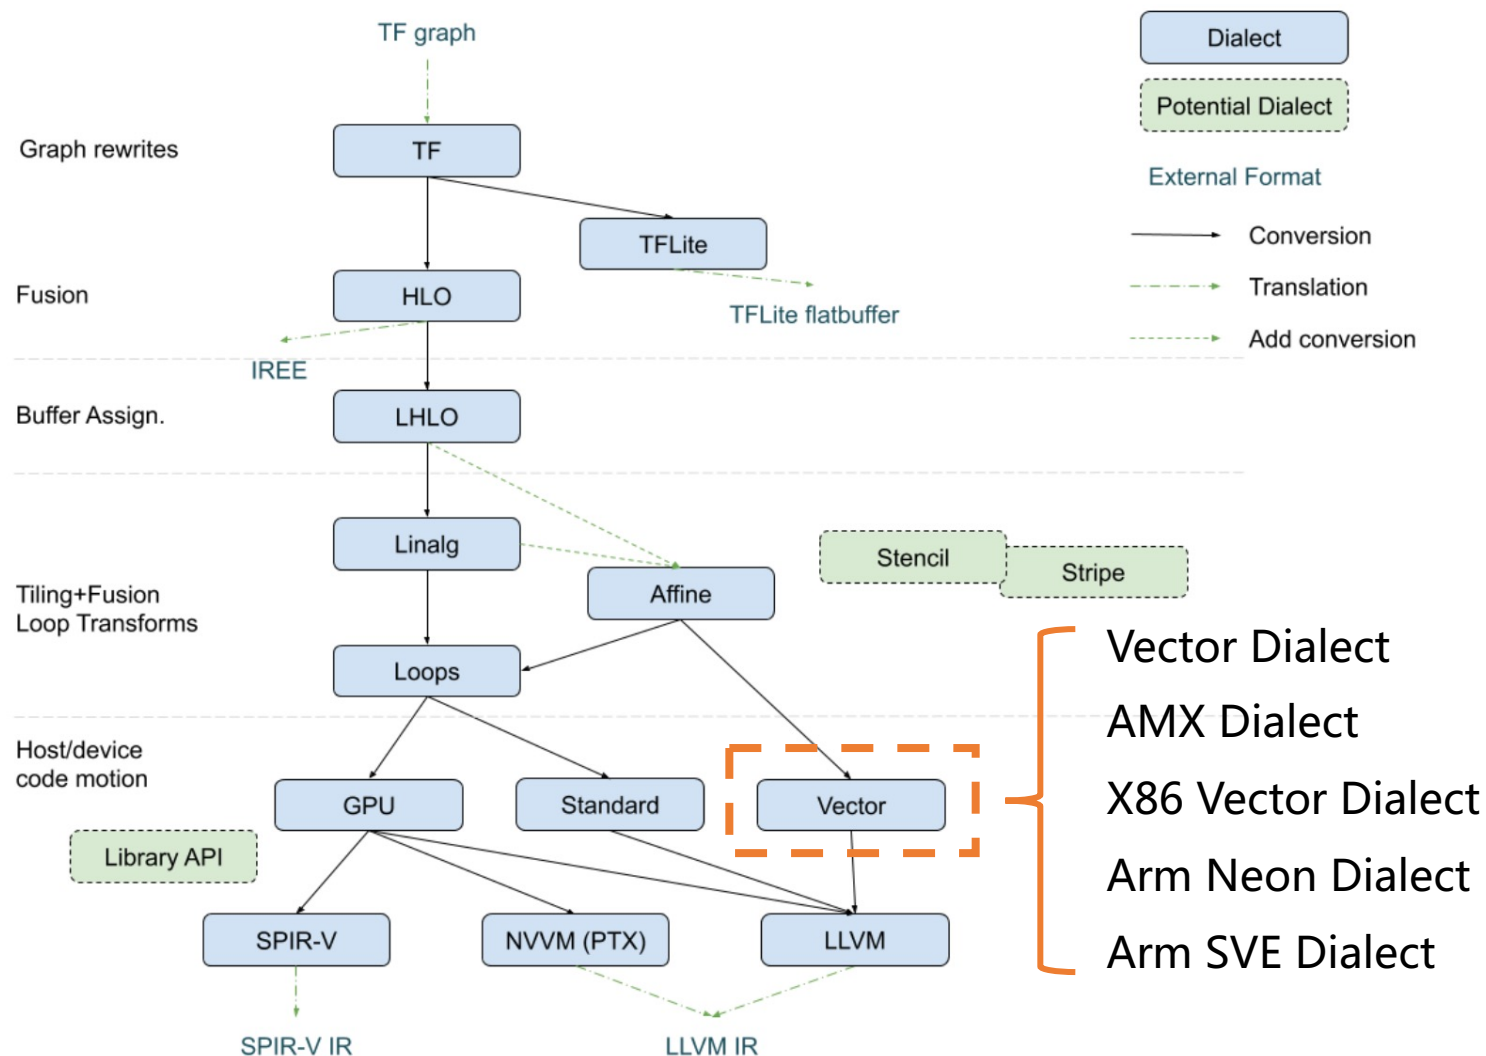 TF graph
Dialect
Potential Dialect
External Format
Conversion
Translation
Add conversion
Graph rewrites
TF
TFLite
TFLite flatbuffer
Fusion
HLO
IREE
Buffer Assign.
LHLO
Linalg
Affine
Stencil
Stripe
Tiling+Fusion
Loop Transforms
Loops
Host/device
code motion
GPU
Standard
Vector
Library API
SPIR-V
NVVM (PTX)
LLVM
SPIR-V IR
LLVM IR
Vector Dialect
AMX Dialect
X86 Vector Dialect
Arm Neon Dialect
Arm SVE Dialect